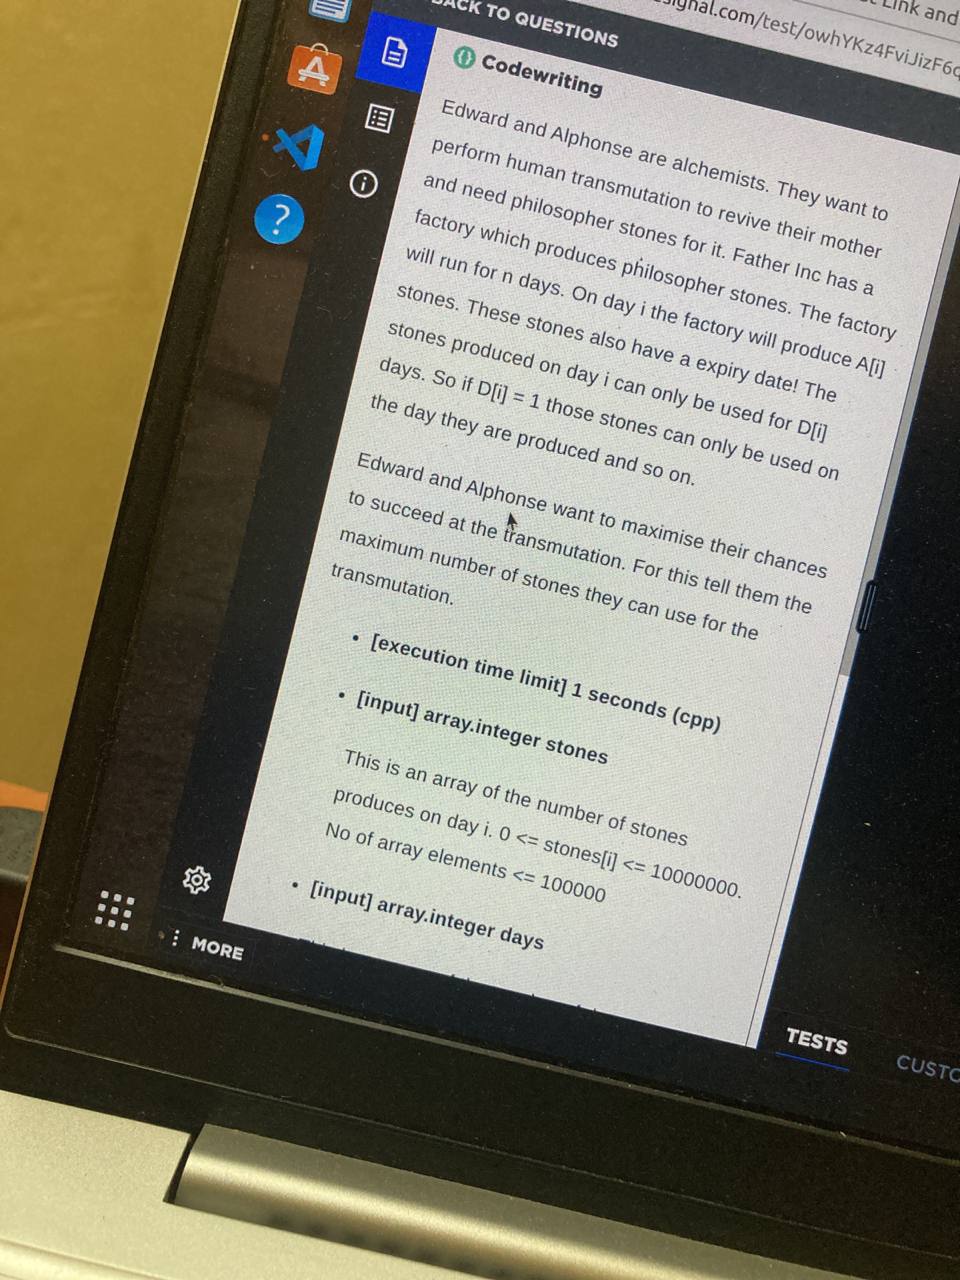 Link and
signal.com/test/owhYKz4FviJizF6
BACK TO QUESTIONS
Codewriting
Edward and Alphonse are alchemists. They want to
perform human transmutation to revive their mother
and need philosopher stones for it. Father Inc has a
factory which produces philosopher stones. The factory
will run for n days. On day i the factory will produce A[i]
stones. These stones also have a expiry date! The
stones produced on day i can only be used for D[i]
days. So if D[i] = 1 those stones can only be used on
the day they are produced and so on.
Edward and Alphonse want to maximise their chances
to succeed at the transmutation. For this tell them the
maximum number of stones they can use for the
transmutation.
• [execution time limit] 1 seconds (cpp)
• [input] array.integer stones
This is an array of the number of stones
produces on day i. 0 <= stones[i] <= 10000000.
No of array elements <= 100000
• [input] array.integer days
MORE
TESTS
CUSTO